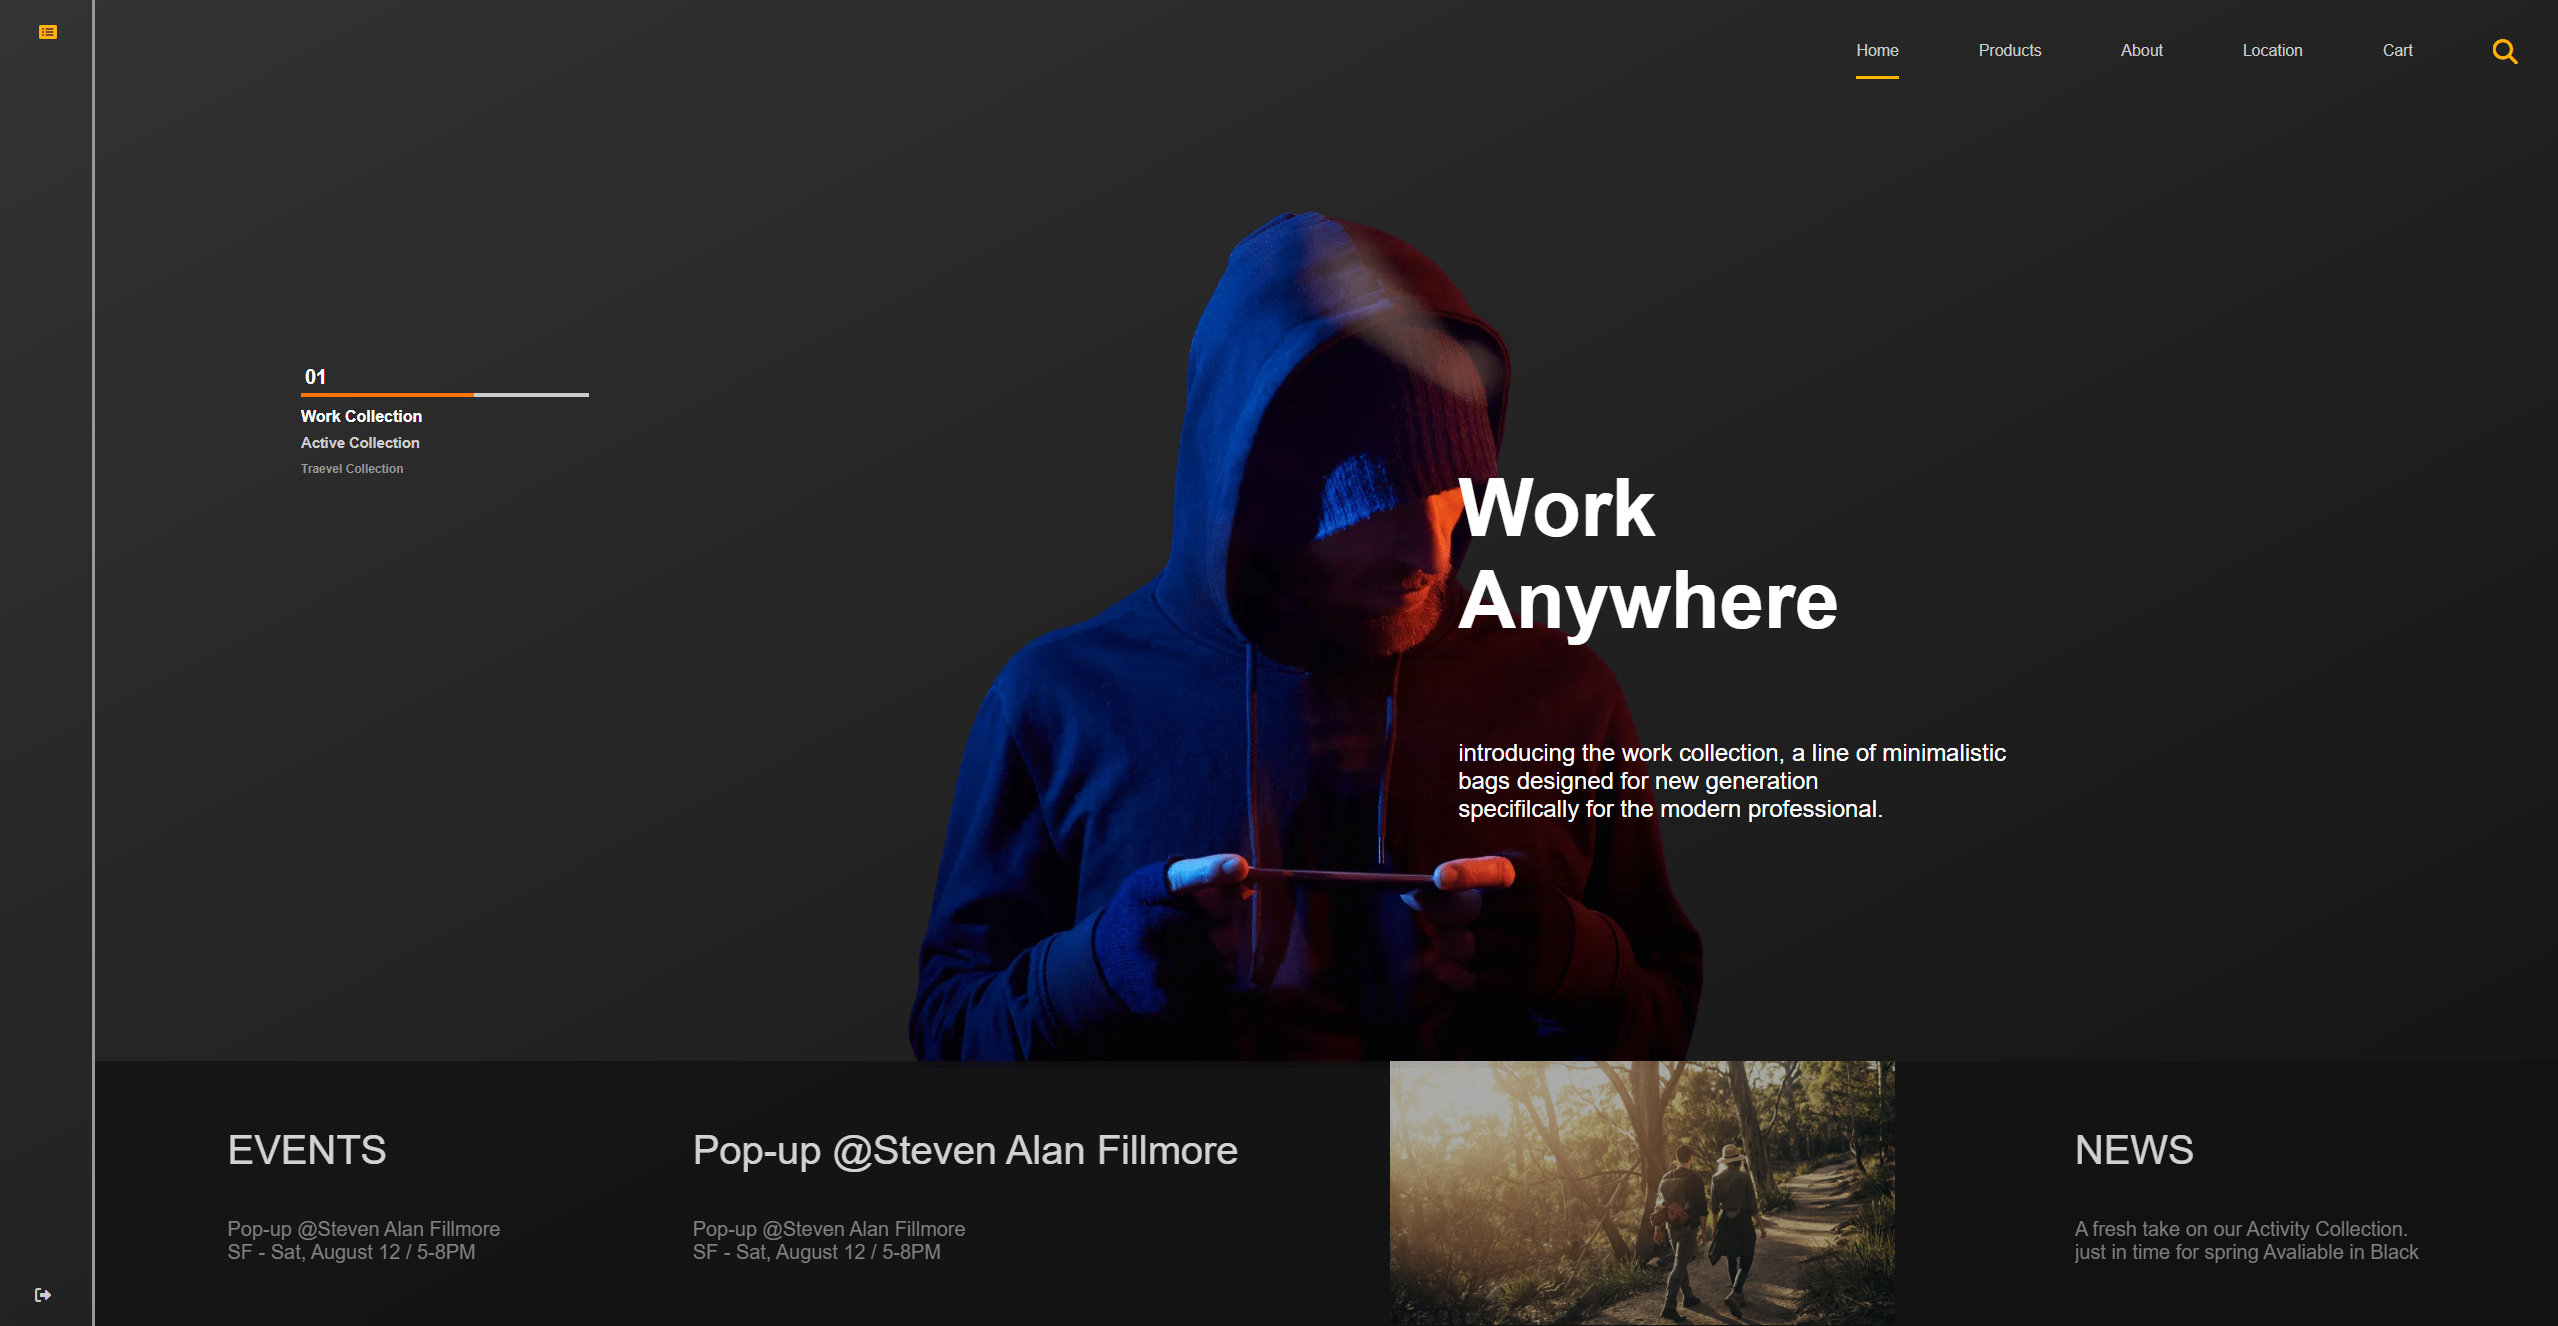 Home
Products
About
Location
Cart
01
Work Collection
Active Collection
Traevel Collection
Work
Anywhere
introducing the work collection, a line of minimalistic
bags designed for new generation
specifilcally for the modern professional.
EVENTS
Pop-up @Steven Alan Fillmore
SF - Sat, August 12 / 5-8PM
Pop-up @Steven Alan Fillmore
Pop-up @Steven Alan Fillmore
SF - Sat, August 12 / 5-8PM
NEWS
A fresh take on our Activity Collection.
just in time for spring Avaliable in Black